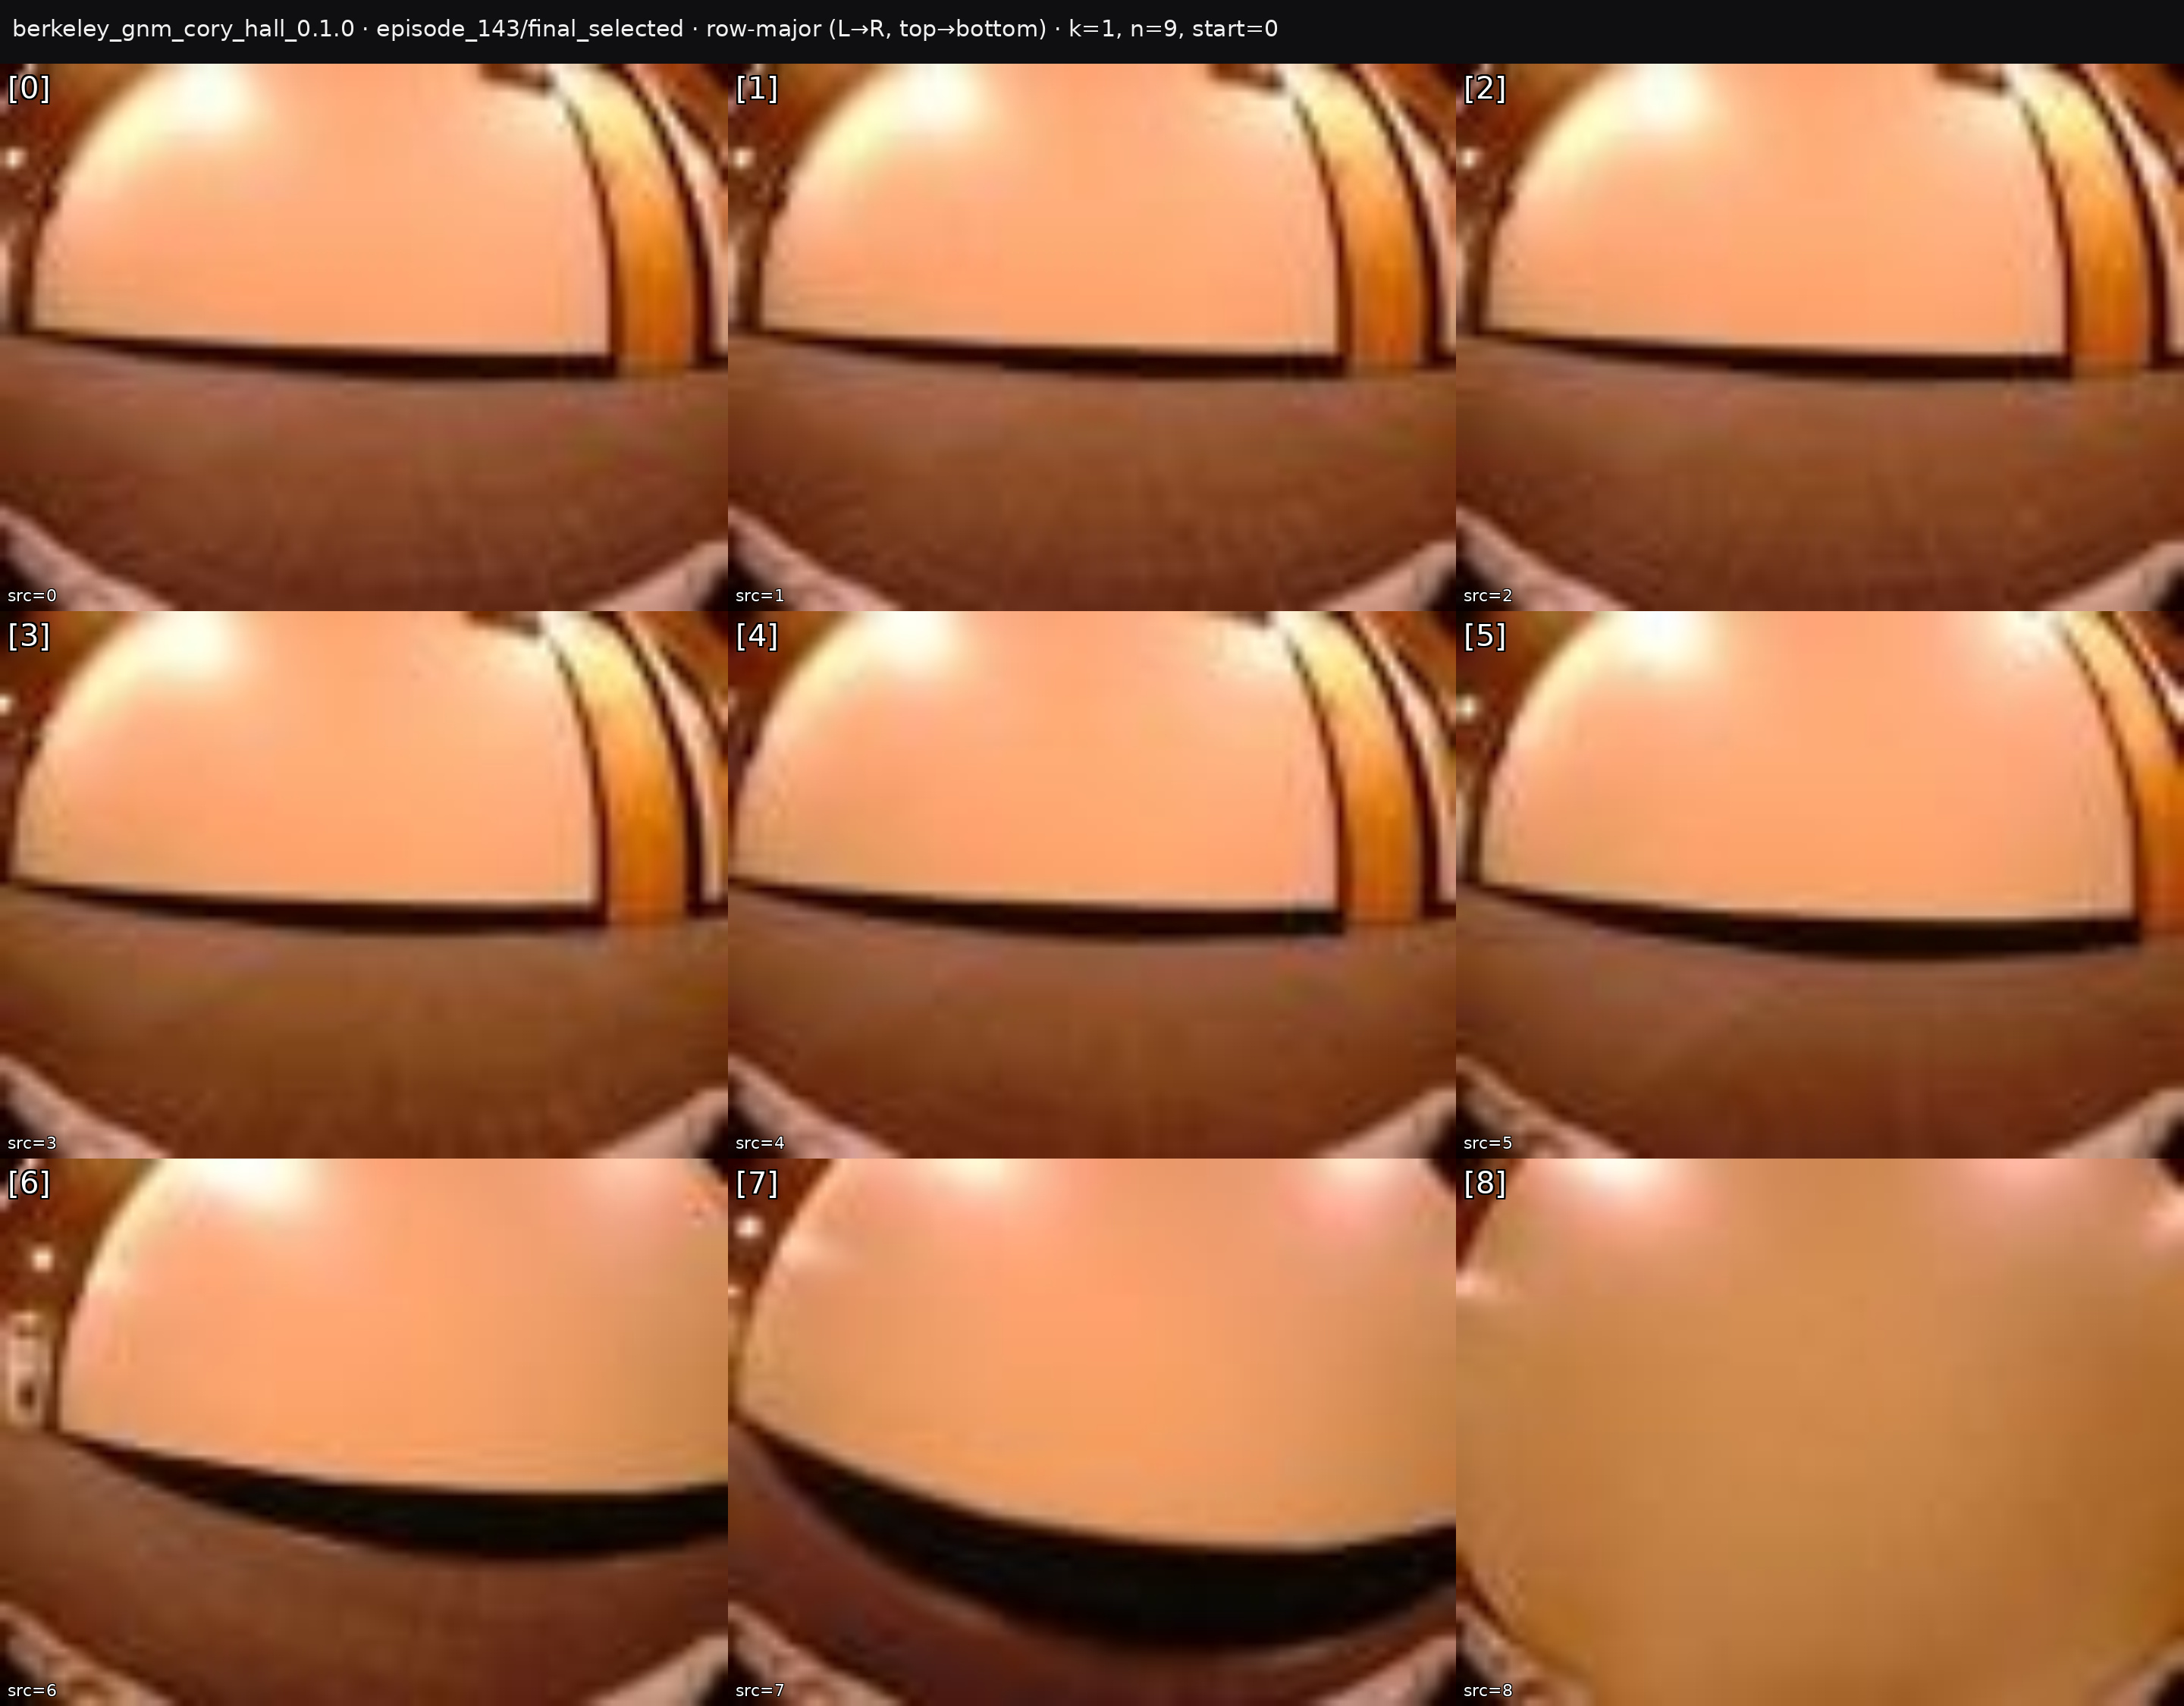 berkeley_gnm_cory_hall_0.1.0 · episode_143/final_selected · row-major (L→R, top→bottom) · k=1, n=9, start=0
[0]
[1]
[2]
src=0
src=1
src=2
[3]
[4]
[5]
src=3
src=4
src=5
[6]
[7]
[8]
src=6
src=7
src=8